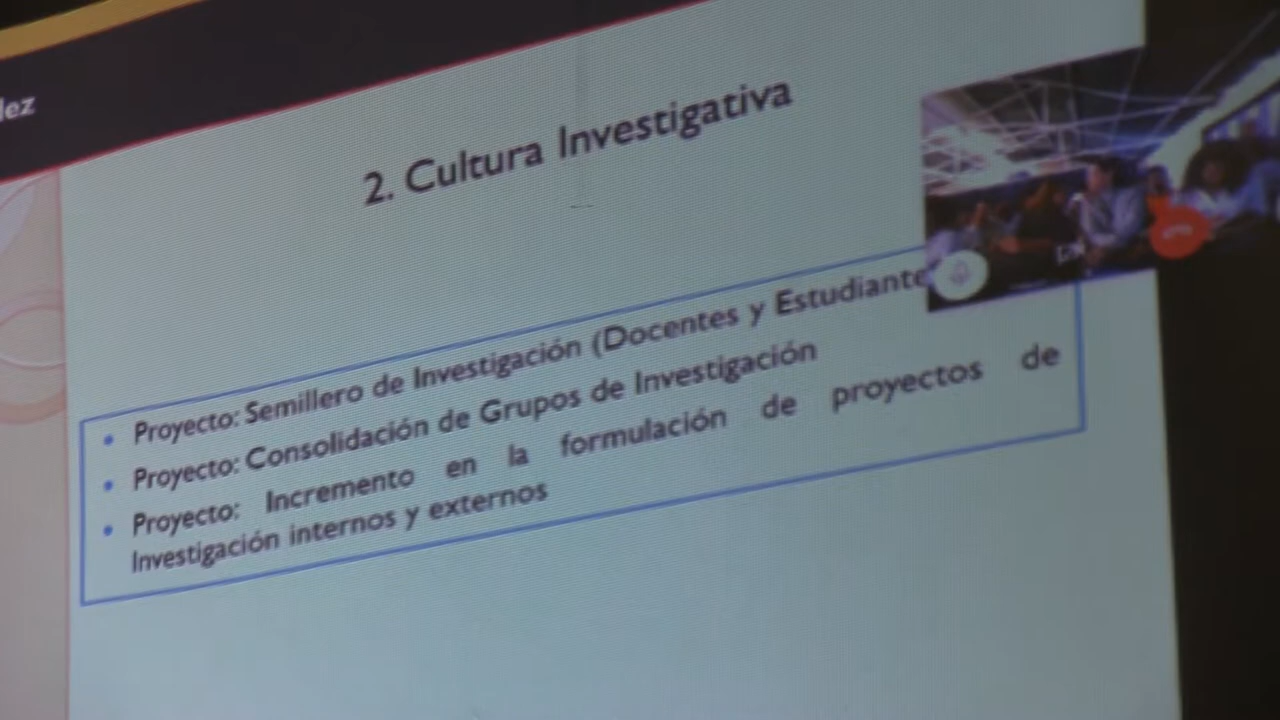 lez
2. Cultura Investigativa
• Proyecto: Semillero de Investigación (Docentes y Estudiante
• Proyecto: Consolidación de Grupos de Investigación
• Proyecto: Incremento en la formulación de proyectos de
Investigación internos y externos